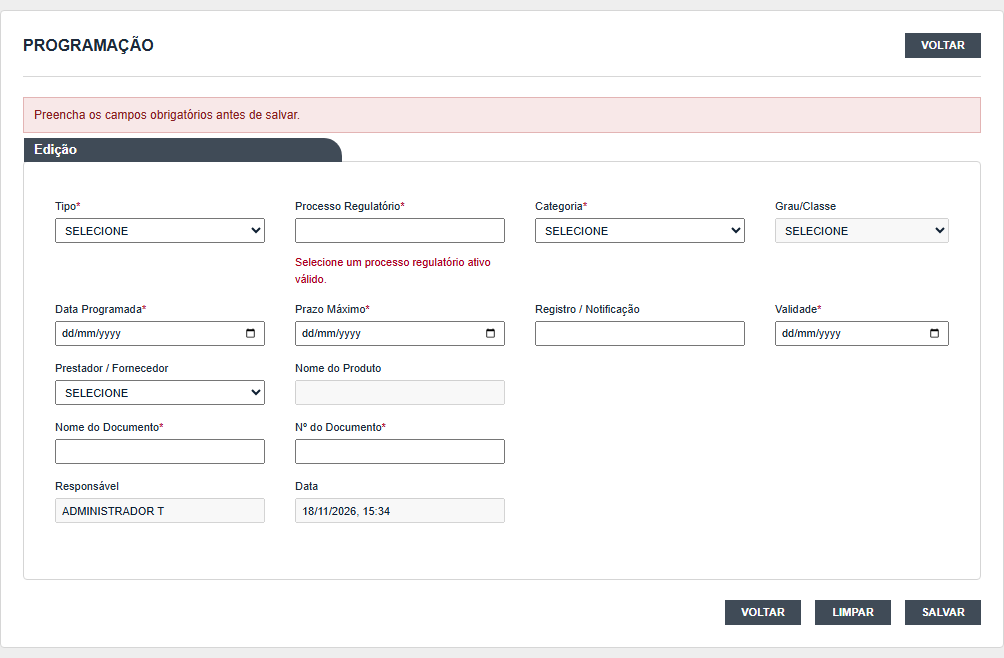 PROGRAMAÇÃO
VOLTAR
Preencha os campos obrigatórios antes de salvar.
Edição
Tipo* Processo Regulatório* Categoria* Grau/Classe
SELECIONE SELECIONE SELECIONE
Selecione um processo regulatório ativo
válido.
Data Programada* Prazo Máximo* Registro / Notificação Validade*
dd/mm/yyyy dd/mm/yyyy dd/mm/yyyy
Prestador / Fornecedor Nome do Produto
SELECIONE
Nome do Documento* Nº do Documento*
Responsável Data
ADMINISTRADOR T 18/11/2026, 15:34
VOLTAR LIMPAR SALVAR